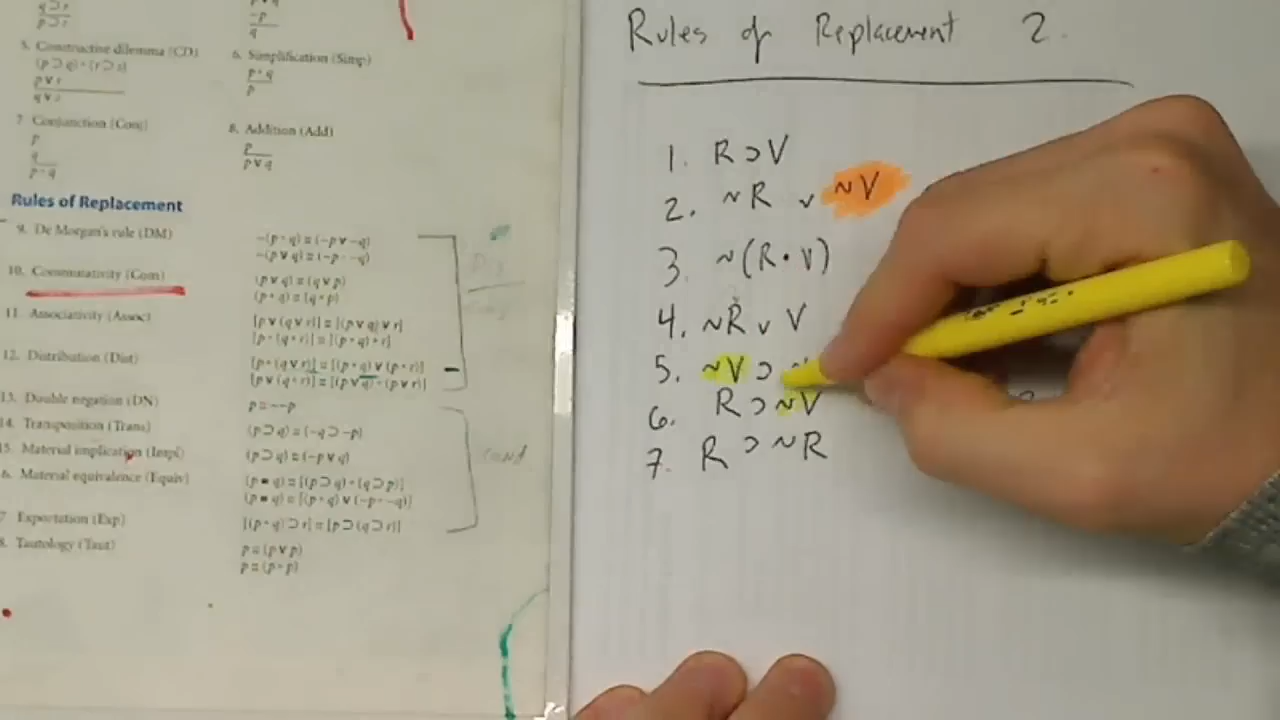 q ⊃ r
p ⊃ r
~p
q
5. Constructive dilemma (CD)
(p ⊃ q) • (r ⊃ s)
p ∨ r
q ∨ s
6. Simplification (Simp)
p • q
p
7. Conjunction (Conj)
p
q
p • q
8. Addition (Add)
p
p ∨ q
Rules of Replacement
9. De Morgan's rule (DM)
~(p • q) ≡ (~p ∨ ~q)
~(p ∨ q) ≡ (~p • ~q)
10. Commutativity (Com)
(p ∨ q) ≡ (q ∨ p)
(p • q) ≡ (q • p)
11. Associativity (Assoc)
[p ∨ (q ∨ r)] ≡ [(p ∨ q) ∨ r]
[p • (q • r)] ≡ [(p • q) • r]
12. Distribution (Dist)
[p • (q ∨ r)] ≡ [(p • q) ∨ (p • r)]
[p ∨ (q • r)] ≡ [(p ∨ q) • (p ∨ r)]
13. Double negation (DN)
p ≡ ~~p
14. Transposition (Trans)
(p ⊃ q) ≡ (~q ⊃ ~p)
15. Material implication (Impl)
(p ⊃ q) ≡ (~p ∨ q)
6. Material equivalence (Equiv)
(p ≡ q) ≡ [(p ⊃ q) • (q ⊃ p)]
(p ≡ q) ≡ [(p • q) ∨ (~p • ~q)]
7 Exportation (Exp)
[(p • q) ⊃ r] ≡ [p ⊃ (q ⊃ r)]
8. Tautology (Taut)
p ≡ (p ∨ p)
p ≡ (p • p)
Rules of Replacement 2.
1. R ⊃ V
2. ~R ∨ ~V
3. ~(R • V)
4. ~R ∨ V
5. ~V ⊃
6. R ⊃ ~V
7. R ⊃ ~R